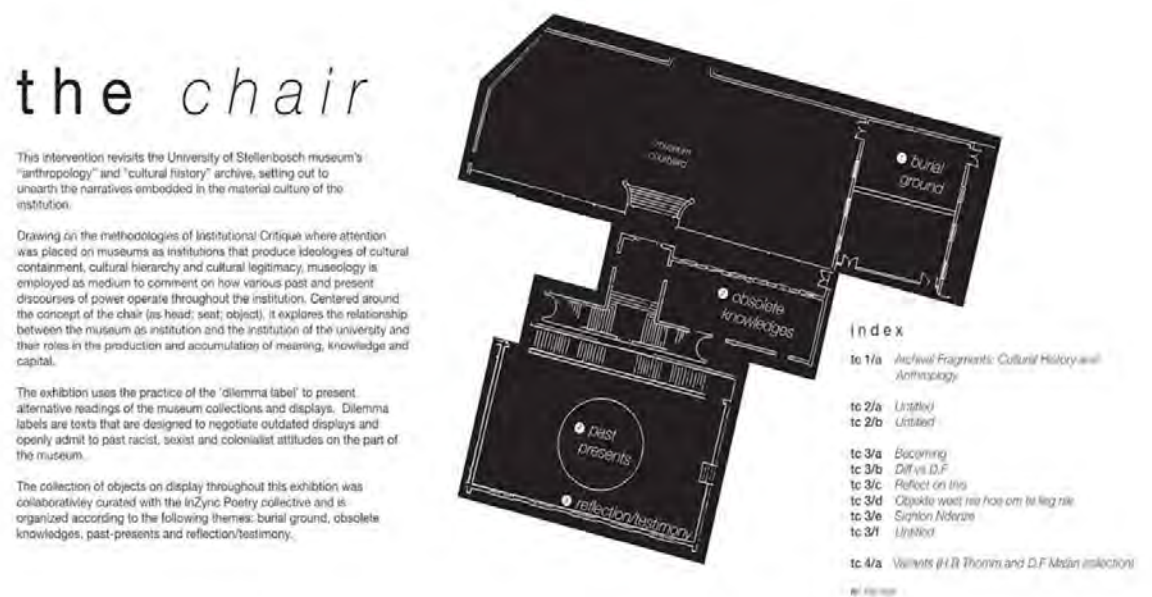 the chair
This intervention revisits the University of Stellenbosch museum's
"anthropology" and "cultural history" archive, setting out to
unearth the narratives embedded in the material culture of the
institution.
Drawing on the methodologies of Institutional Critique where attention
was placed on museums as institutions that produce ideologies of cultural
containment, cultural hierarchy and cultural legitimacy, museology is
employed as medium to comment on how various past and present
discourses of power operate throughout the institution. Centered around
the concept of the chair (as head; seat; object), it explores the relationship
between the museum as institution and the institution of the university and
their roles in the production and accumulation of meaning, knowledge and
capital.
The exhibtion uses the practice of the 'dilemma label' to present
alternative readings of the museum collections and displays. Dilemma
labels are texts that are designed to negotiate outdated displays and
openly admit to past racist, sexist and colonialist attitudes on the part of
the museum.
The collection of objects on display throughout this exhibtion was
collaborativley curated with the InZync Poetry collective and is
organized according to the following themes: burial ground, obsolete
knowledges, past-presents and reflection/testimony.
museum
courtyard
burial
ground
obsolete
knowledges
past
presents
reflection/testimony
index
tc 1/a Archival Fragments: Cultural History and
Anthropology
tc 2/a Untitled
tc 2/b Untitled
tc 3/a Becoming
tc 3/b Diff vs D.F
tc 3/c Reflect on this
tc 3/d Objekte weet nie hoe om te lieg nie
tc 3/e Ndenze
tc 3/f Untitled
tc 4/a (H.B Thomm and D.F Malan collection)